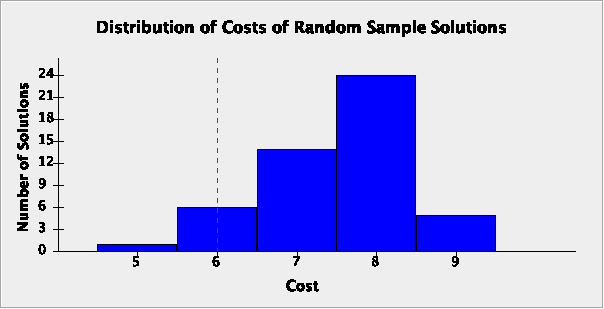 Distribution of Costs of Random Sample Solutions
Number of Solutions
24
21
18
15
12
9
6
3
0
5 6 7 8 9
Cost